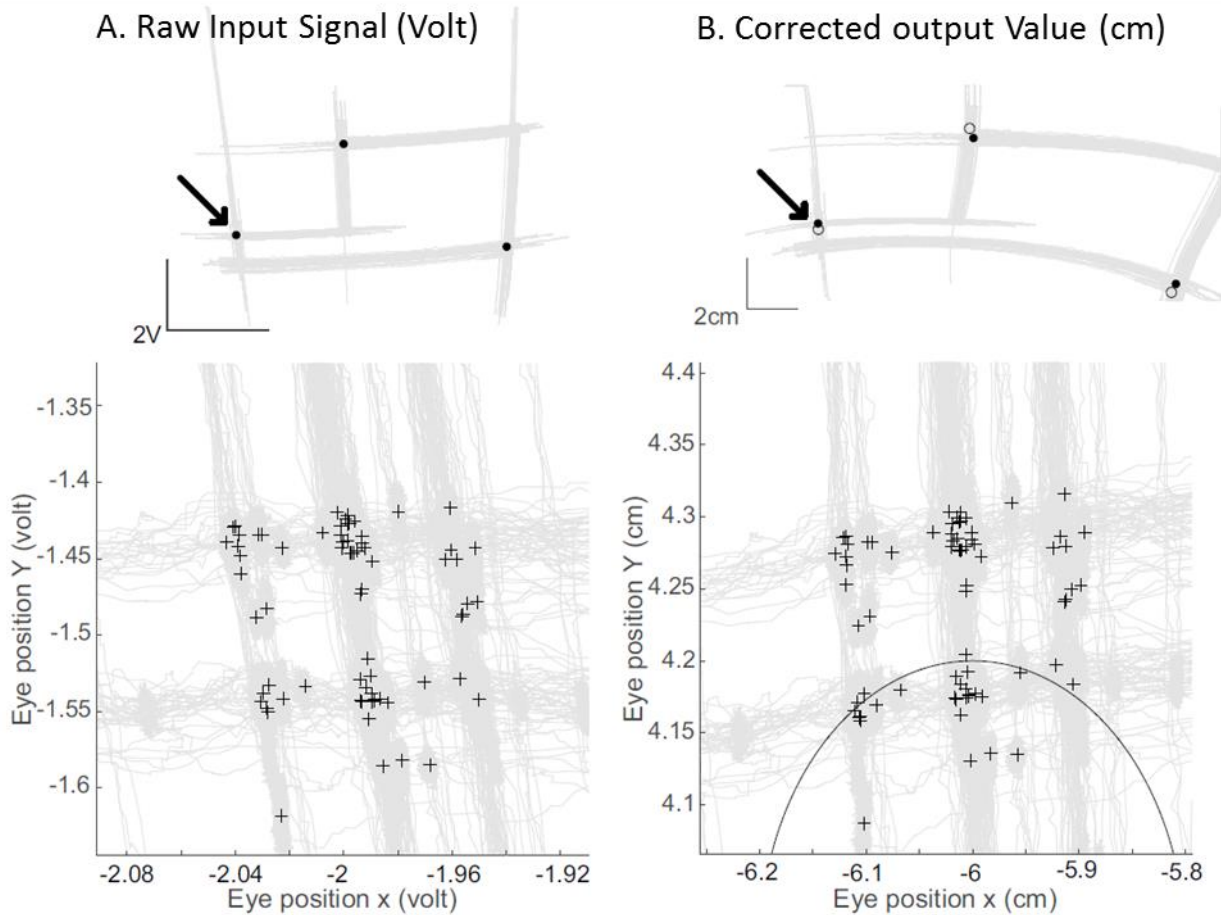 A. Raw Input Signal (Volt)
B. Corrected output Value (cm)
2V
2cm
Eye position Y (volt)
-1.35
-1.4
-1.45
-1.5
-1.55
-1.6
-2.08
-2.04
-2
-1.96
-1.92
Eye position x (volt)
Eye position Y (cm)
4.4
4.35
4.3
4.25
4.2
4.15
4.1
-6.2
-6.1
-6
-5.9
-5.8
Eye position x (cm)